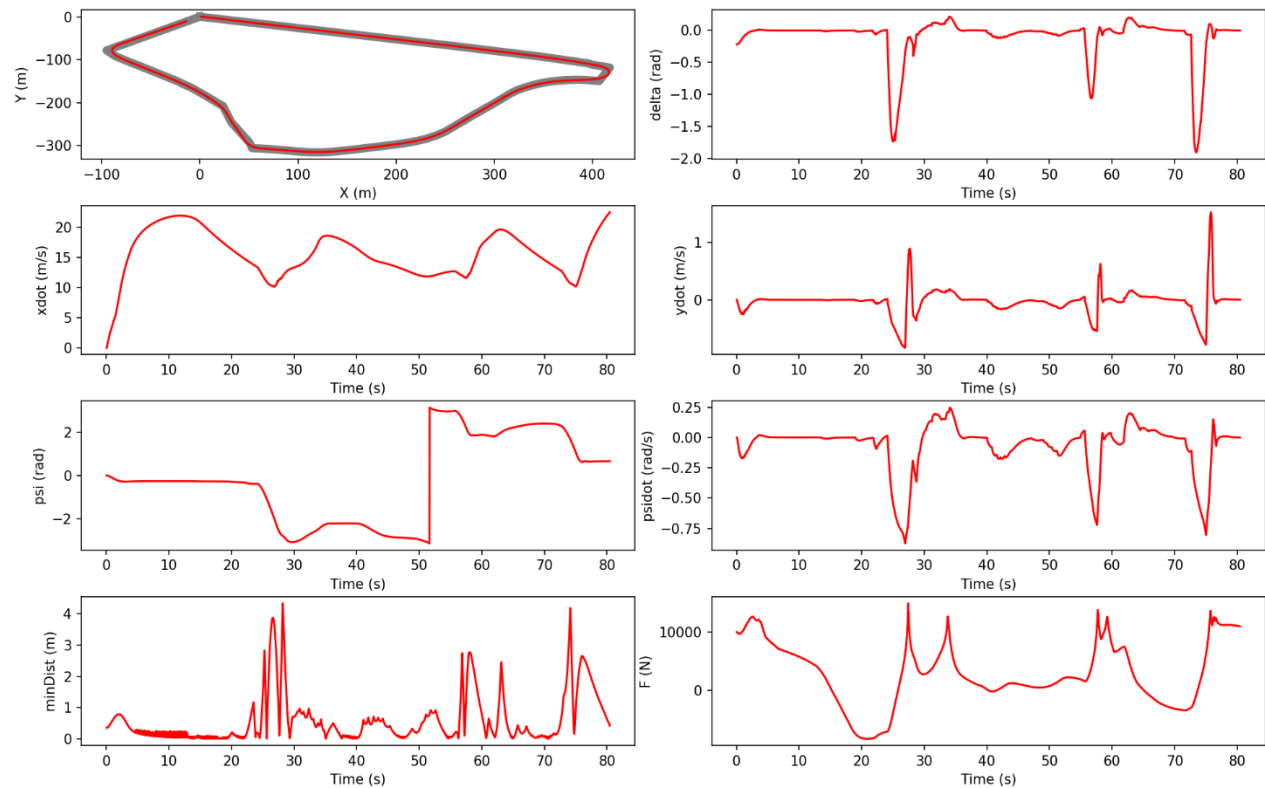 0
−100
−200
−300
Y (m)
−100 0 100 200 300 400
X (m)
0.0
−0.5
−1.0
−1.5
−2.0
delta (rad)
0 10 20 30 40 50 60 70 80
Time (s)
20
15
10
5
0
xdot (m/s)
0 10 20 30 40 50 60 70 80
Time (s)
1
0
ydot (m/s)
0 10 20 30 40 50 60 70 80
Time (s)
2
0
−2
psi (rad)
0 10 20 30 40 50 60 70 80
Time (s)
0.25
0.00
−0.25
−0.50
−0.75
psidot (rad/s)
0 10 20 30 40 50 60 70 80
Time (s)
4
3
2
1
0
minDist (m)
0 10 20 30 40 50 60 70 80
Time (s)
10000
0
F (N)
0 10 20 30 40 50 60 70 80
Time (s)